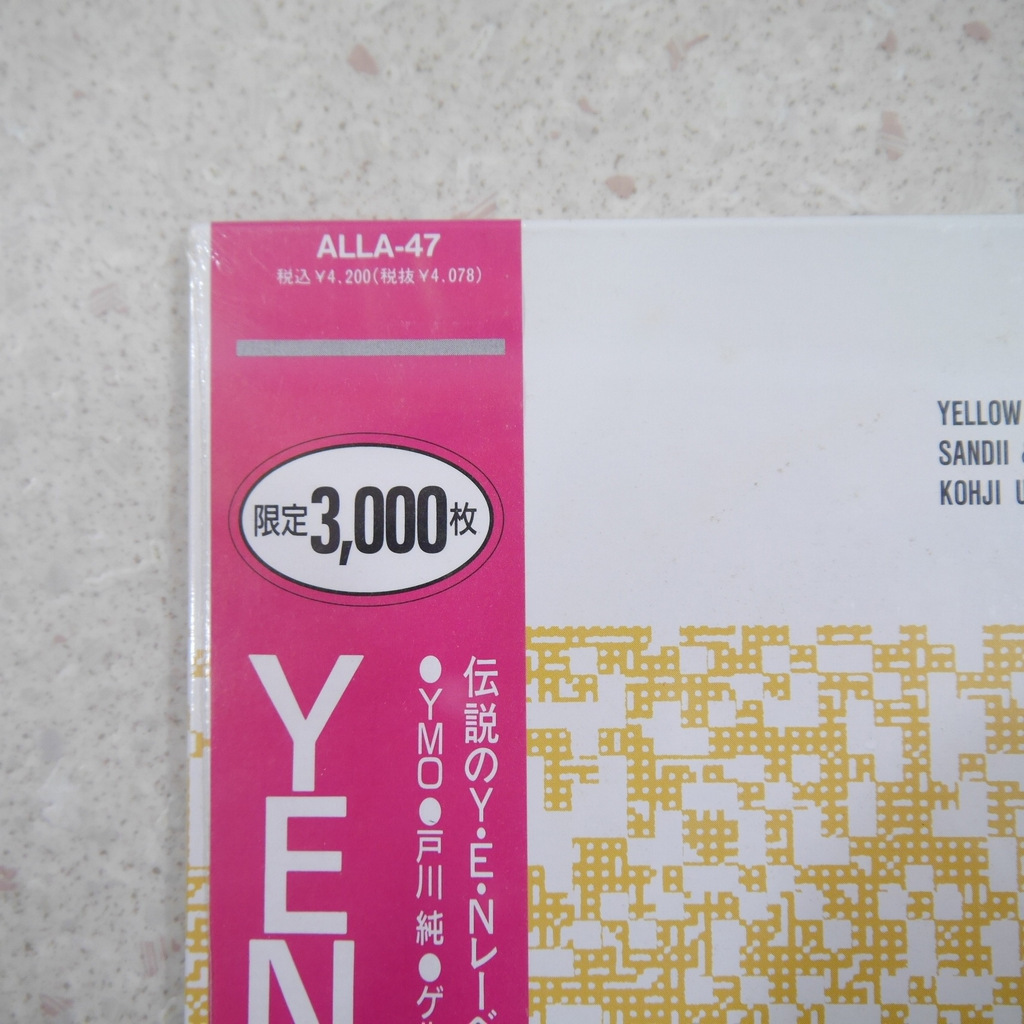 ALLA-47
税込¥4,200(税抜¥4,078)
限定3,000枚
YEN
伝説のY・E・Nレーベ
●YMO●戸川純●ゲ
YELLOW
SANDII
KOHJI U